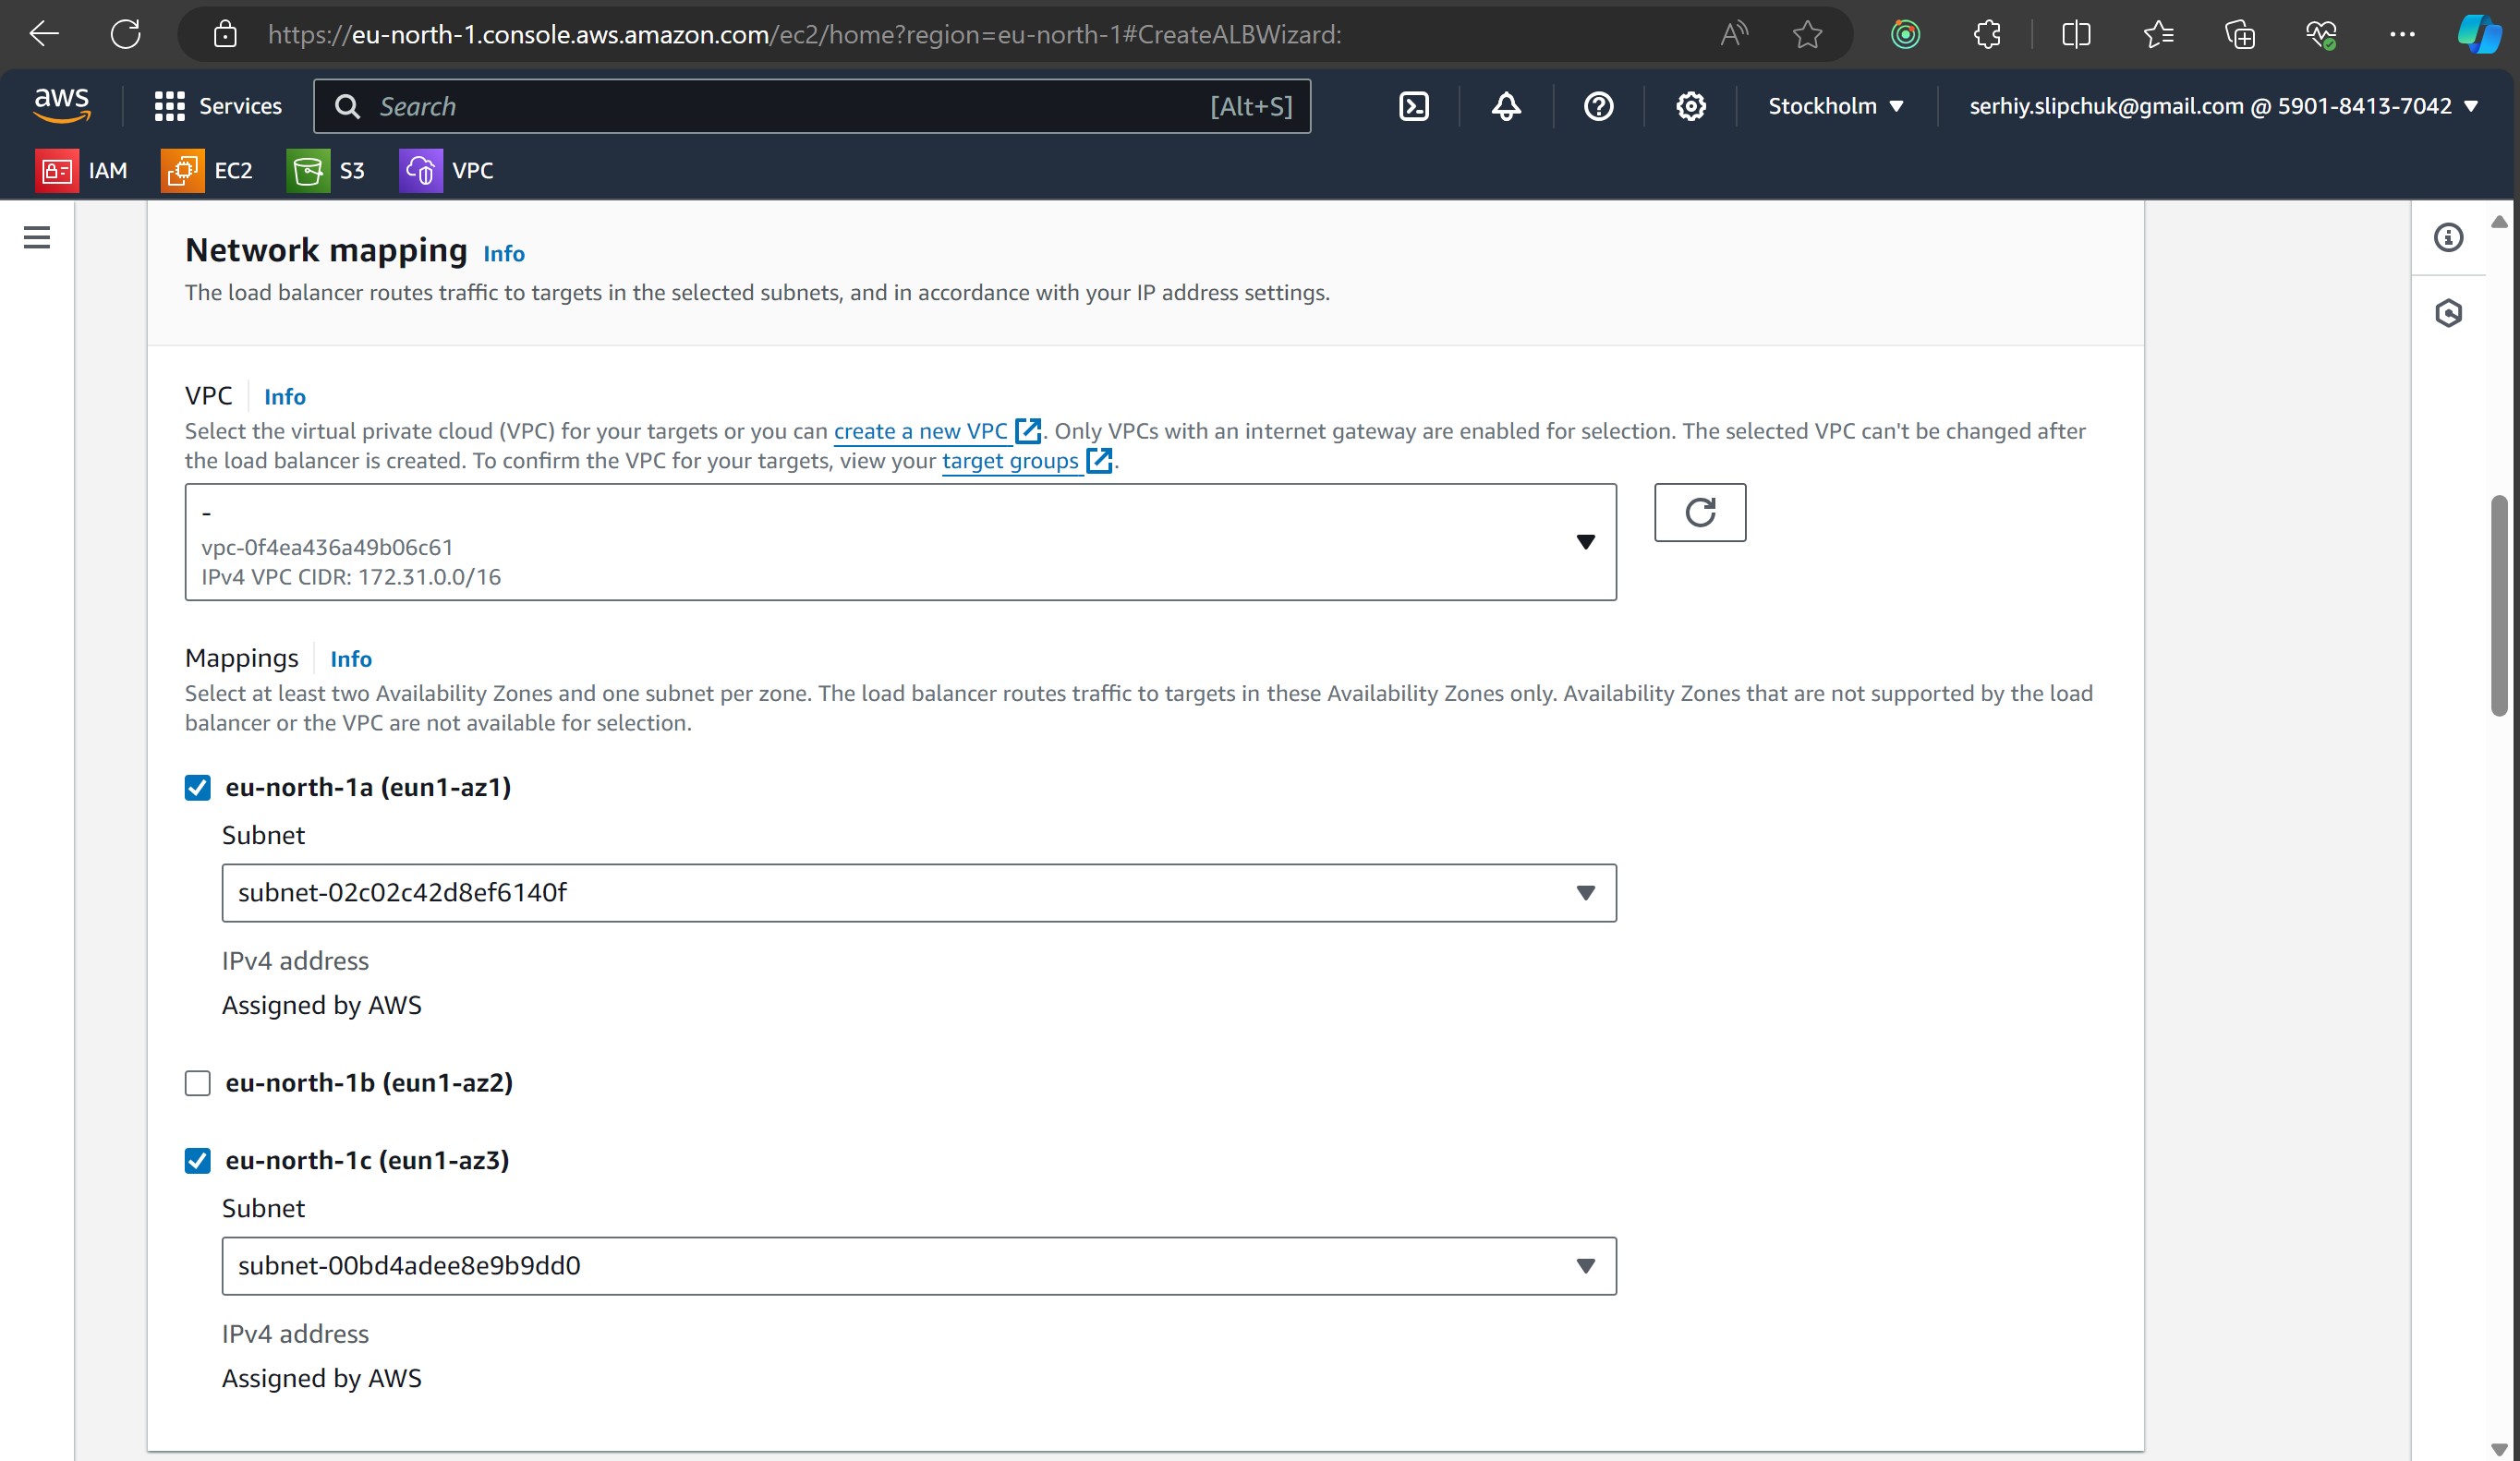 https://eu-north-1.console.aws.amazon.com/ec2/home?region=eu-north-1#CreateALBWizard:
aws
Services
Search
[Alt+S]
Stockholm
serhiy.slipchuk@gmail.com @ 5901-8413-7042
IAM
EC2
S3
VPC
Network mapping Info
The load balancer routes traffic to targets in the selected subnets, and in accordance with your IP address settings.
VPC Info
Select the virtual private cloud (VPC) for your targets or you can create a new VPC. Only VPCs with an internet gateway are enabled for selection. The selected VPC can't be changed after
the load balancer is created. To confirm the VPC for your targets, view your target groups.
-
vpc-0f4ea436a49b06c61
IPv4 VPC CIDR: 172.31.0.0/16
Mappings Info
Select at least two Availability Zones and one subnet per zone. The load balancer routes traffic to targets in these Availability Zones only. Availability Zones that are not supported by the load
balancer or the VPC are not available for selection.
eu-north-1a (eun1-az1)
Subnet
subnet-02c02c42d8ef6140f
IPv4 address
Assigned by AWS
eu-north-1b (eun1-az2)
eu-north-1c (eun1-az3)
Subnet
subnet-00bd4adee8e9b9dd0
IPv4 address
Assigned by AWS